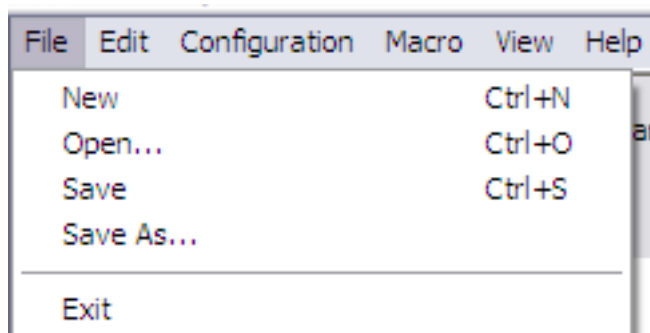 File Edit Configuration Macro View Help
New Ctrl+N
Open... Ctrl+O
Save Ctrl+S
Save As...
Exit